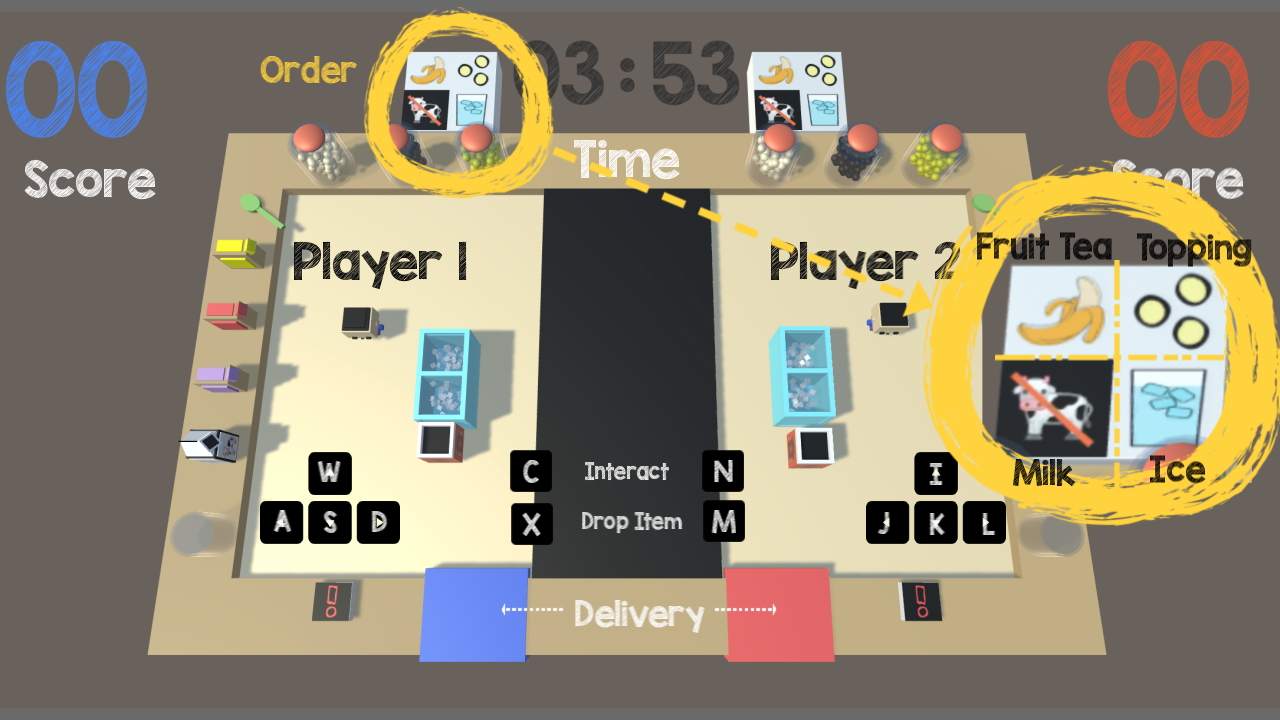 00
Order
03:53
00
Score
Time
Score
Player 1
Player 2
Fruit Tea
Topping
Milk
Ice
W
A
S
D
C
Interact
N
X
Drop Item
M
I
J
K
L
Delivery